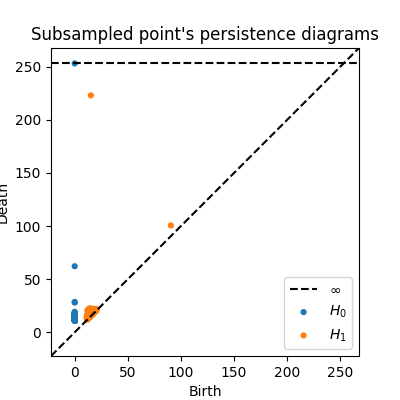 Subsampled point's persistence diagrams
Death
250
200
150
100
50
0
0 50 100 150 200 250
Birth
∞
H₀
H₁